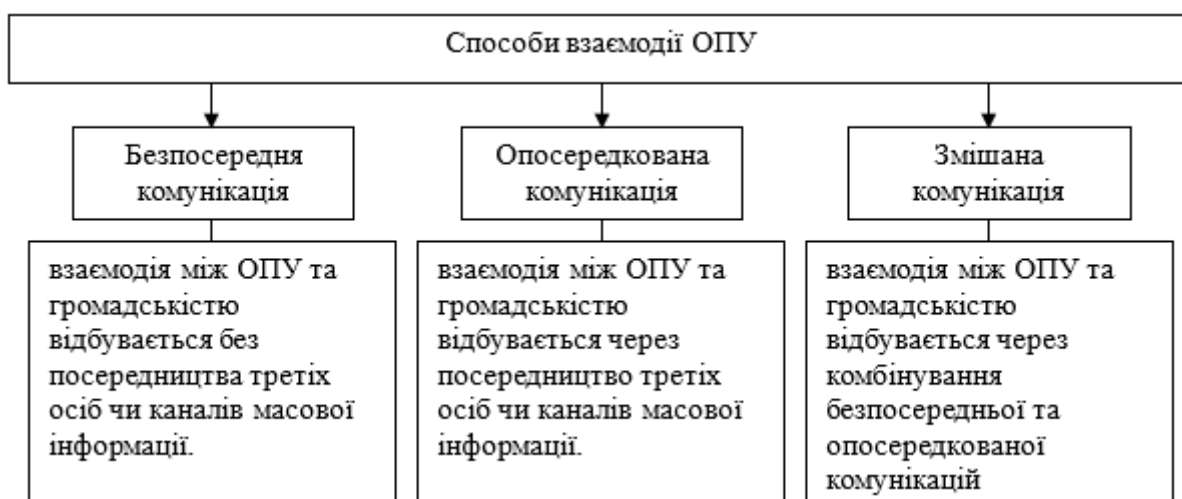 Способи взаємодії ОПУ
Безпосередня
комунікація
Опосередкована
комунікація
Змішана
комунікація
взаємодія між ОПУ та
громадськістю
відбувається без
посередництва третіх
осіб чи каналів масової
інформації.
взаємодія між ОПУ та
громадськістю
відбувається через
посередництво третіх
осіб чи каналів масової
інформації.
взаємодія між ОПУ та
громадськістю
відбувається через
комбінування
безпосередньої та
опосередкованої
комунікацій